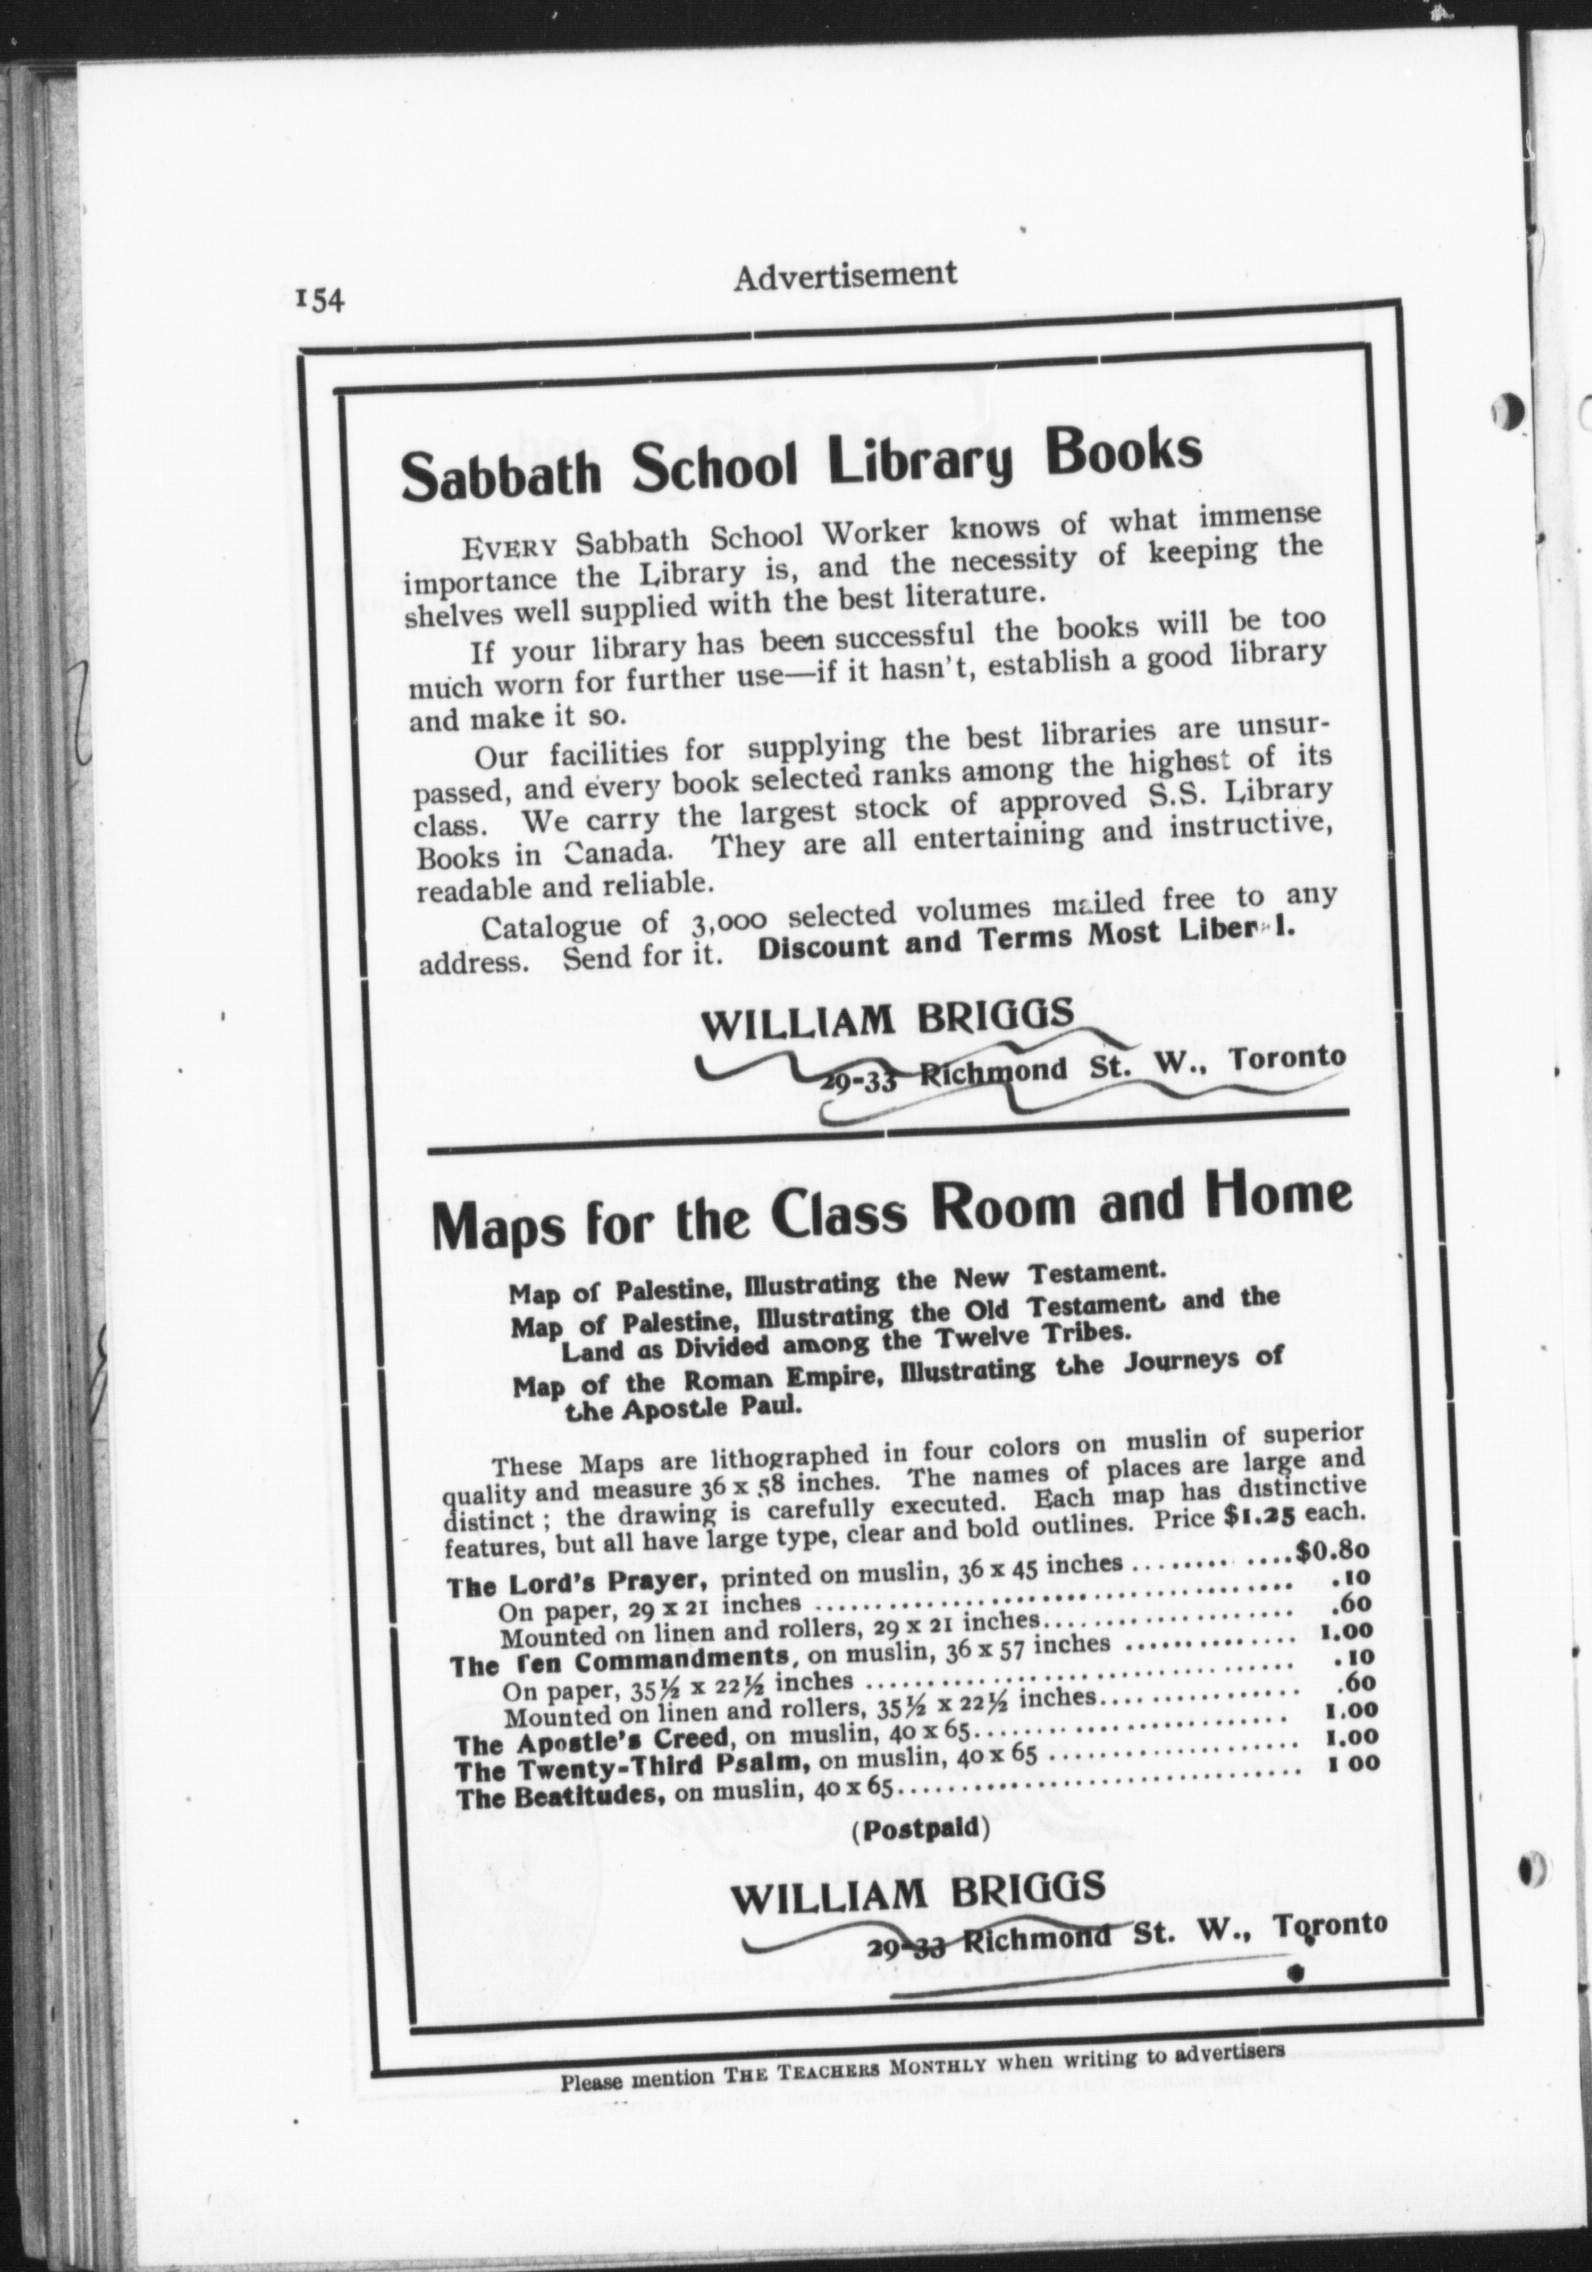 154
Advertisement
Sabbath School Library Books
EVERY Sabbath School Worker knows of what immense
importance the Library is, and the necessity of keeping the
shelves well supplied with the best literature.
If your library has been successful the books will be too
much worn for further use—if it hasn't, establish a good library
and make it so.
Our facilities for supplying the best libraries are unsur-
passed, and every book selected ranks among the highest of its
class. We carry the largest stock of approved S.S. Library
Books in Canada. They are all entertaining and instructive,
readable and reliable.
Catalogue of 3,000 selected volumes mailed free to any
address. Send for it. Discount and Terms Most Liberal.
WILLIAM BRIGGS
29-33 Richmond St. W., Toronto
Maps for the Class Room and Home
Map of Palestine, Illustrating the New Testament.
Map of Palestine, Illustrating the Old Testament and the
Land as Divided among the Twelve Tribes.
Map of the Roman Empire, Illustrating the Journeys of
the Apostle Paul.
These Maps are lithographed in four colors on muslin of superior
quality and measure 36 x 58 inches. The names of places are large and
distinct ; the drawing is carefully executed. Each map has distinctive
features, but all have large type, clear and bold outlines. Price $1.25 each.
The Lord's Prayer, printed on muslin, 36 x 45 inches ............$0.80
On paper, 29 x 21 inches .................................... .10
Mounted on linen and rollers, 29 x 21 inches.................... .60
The Ten Commandments, on muslin, 36 x 57 inches .............. 1.00
On paper, 35½ x 22½ inches ................................ .10
Mounted on linen and rollers, 35½ x 22½ inches................ .60
The Apostle's Creed, on muslin, 40 x 65......................... 1.00
The Twenty-Third Psalm, on muslin, 40 x 65 .................... 1.00
The Beatitudes, on muslin, 40 x 65................................ 1 00
(Postpaid)
WILLIAM BRIGGS
29-33 Richmond St. W., Toronto
Please mention THE TEACHERS MONTHLY when writing to advertisers